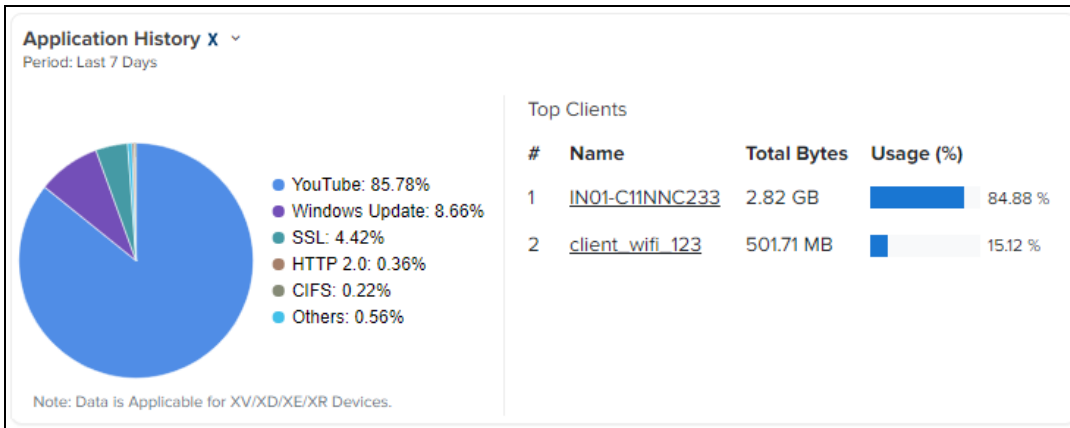 Application History X
Period: Last 7 Days
YouTube: 85.78%
Windows Update: 8.66%
SSL: 4.42%
HTTP 2.0: 0.36%
CIFS: 0.22%
Others: 0.56%
Note: Data is Applicable for XV/XD/XE/XR Devices.
Top Clients
# Name Total Bytes Usage (%)
1 IN01-C11NNC233 2.82 GB 84.88 %
2 client_wifi_123 501.71 MB 15.12 %